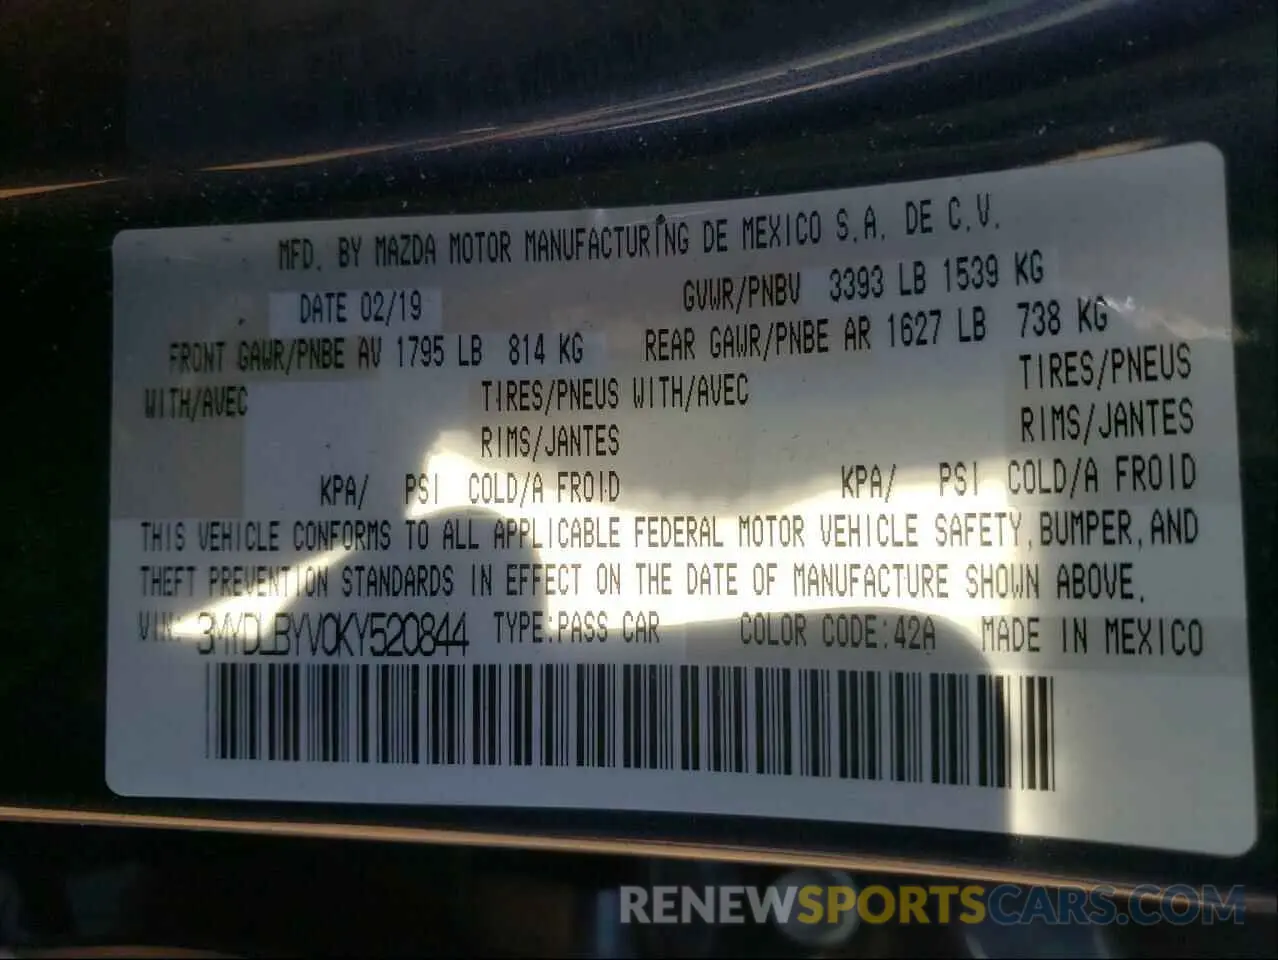 MFD. BY MAZDA MOTOR MANUFACTURING DE MEXICO S.A. DE C.V.
DATE 02/19 GVWR/PNBV 3393 LB 1539 KG
FRONT GAWR/PNBE AV 1795 LB 814 KG REAR GAWR/PNBE AR 1627 LB 738 KG
WITH/AVEC TIRES/PNEUS WITH/AVEC TIRES/PNEUS
RIMS/JANTES RIMS/JANTES
KPA/ PSI COLD/A FROID KPA/ PSI COLD/A FROID
THIS VEHICLE CONFORMS TO ALL APPLICABLE FEDERAL MOTOR VEHICLE SAFETY, BUMPER, AND
THEFT PREVENTION STANDARDS IN EFFECT ON THE DATE OF MANUFACTURE SHOWN ABOVE.
VIN: 3MYDLBYV0KY520844 TYPE:PASS CAR COLOR CODE:42A MADE IN MEXICO
RENEWSPORTSCARS.COM